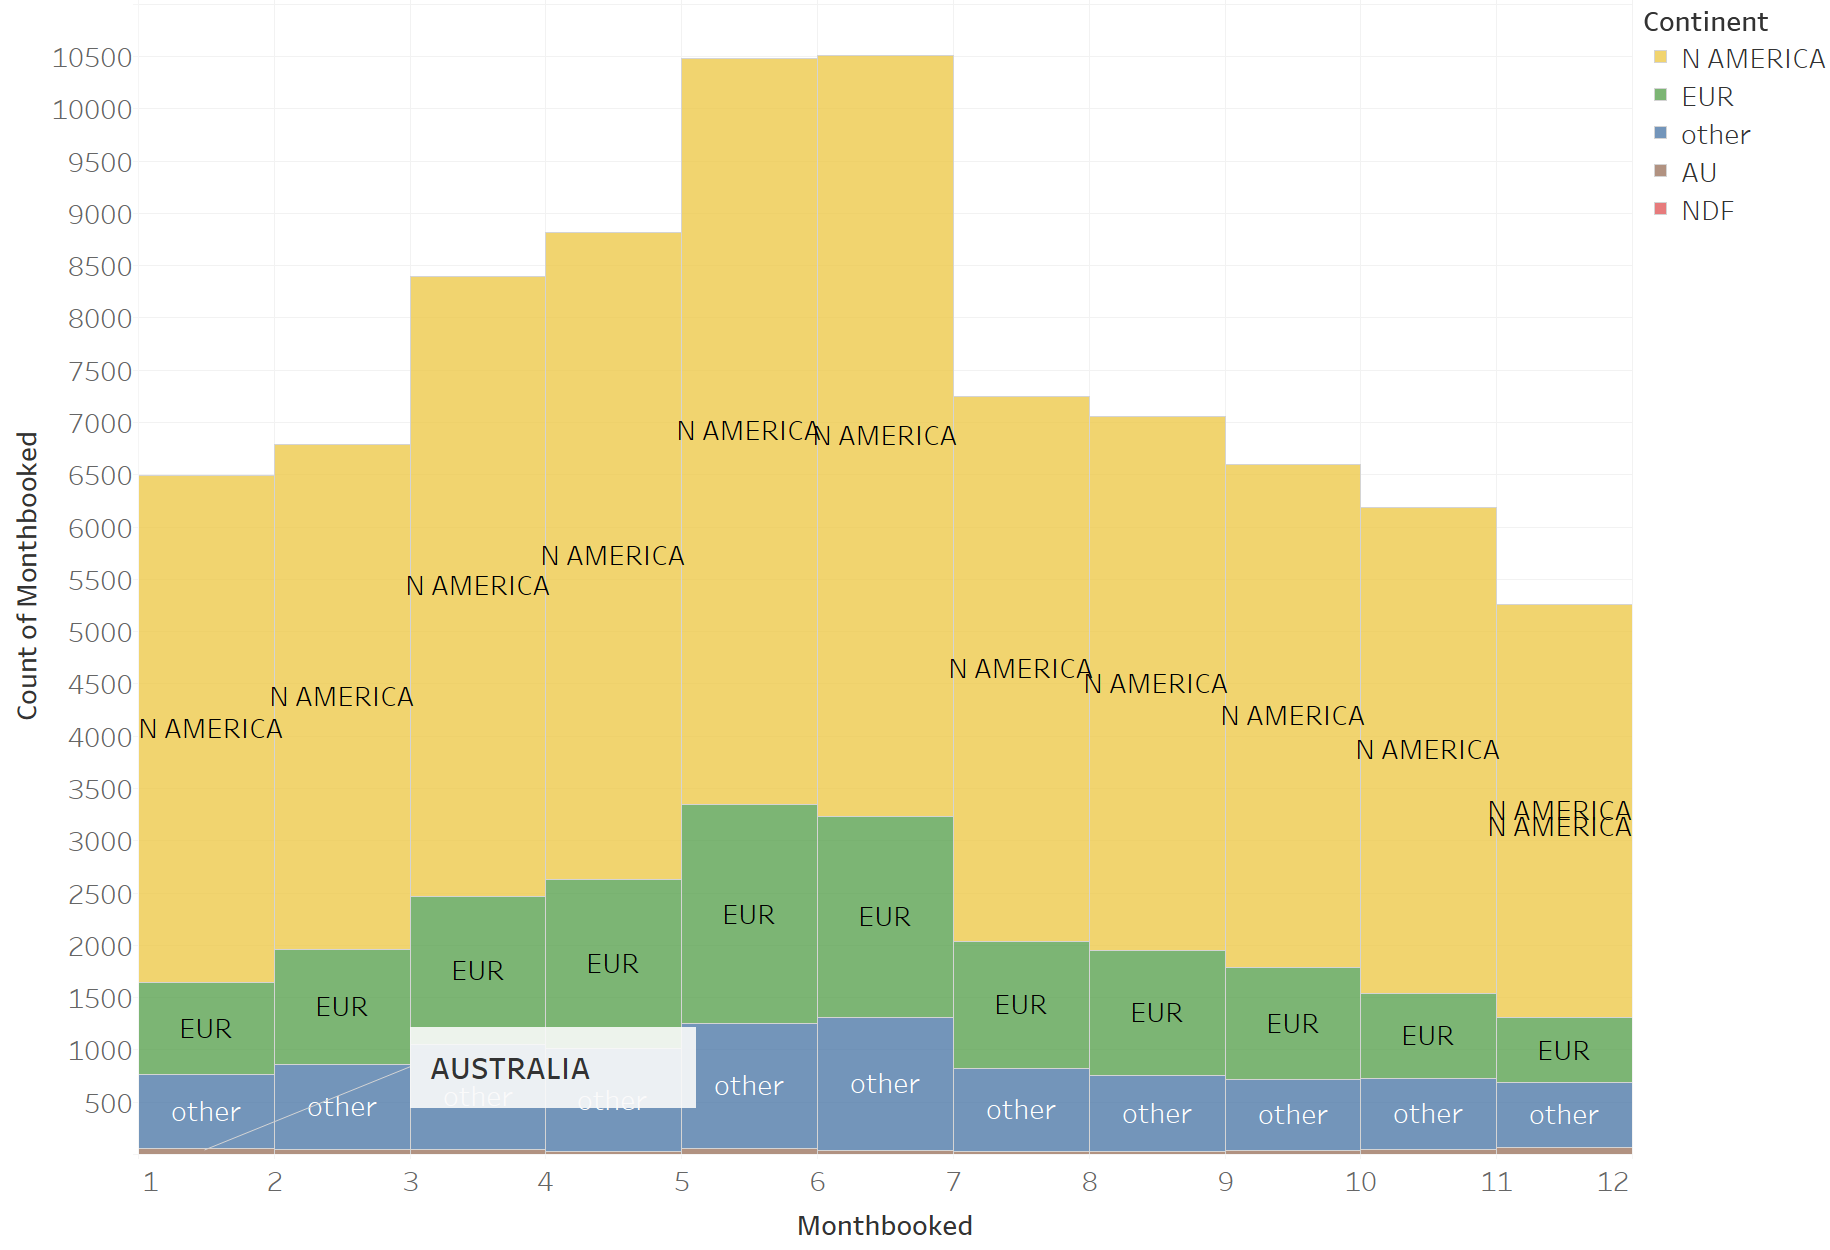 Continent
N AMERICA
EUR
other
AU
NDF
Count of Monthbooked
10500
10000
9500
9000
8500
8000
7500
7000
6500
6000
5500
5000
4500
4000
3500
3000
2500
2000
1500
1000
500
N AMERICA
N AMERICA
N AMERICA
N AMERICA
N AMERICA
N AMERICA
N AMERICA
N AMERICA
N AMERICA
N AMERICA
N AMERICA
N AMERICA
EUR
EUR
EUR
EUR
EUR
EUR
EUR
EUR
EUR
EUR
EUR
AUSTRALIA
other
other
other
other
other
other
other
other
other
other
other
1 2 3 4 5 6 7 8 9 10 11 12
Monthbooked